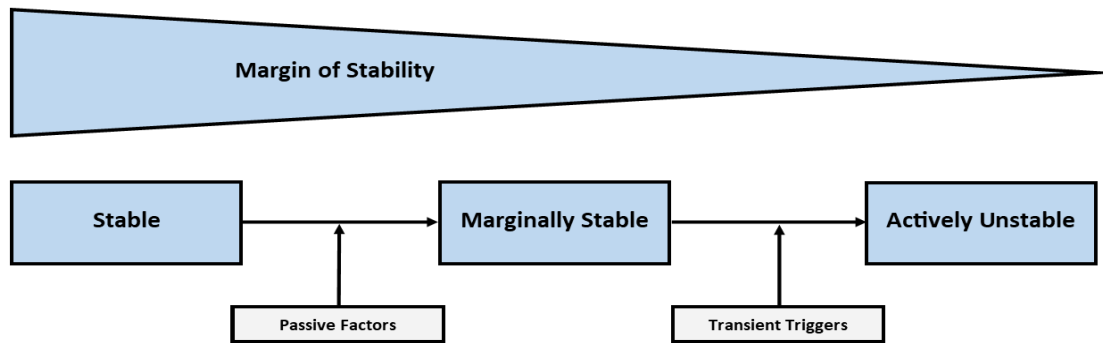 Margin of Stability
Stable
Marginally Stable
Actively Unstable
Passive Factors
Transient Triggers